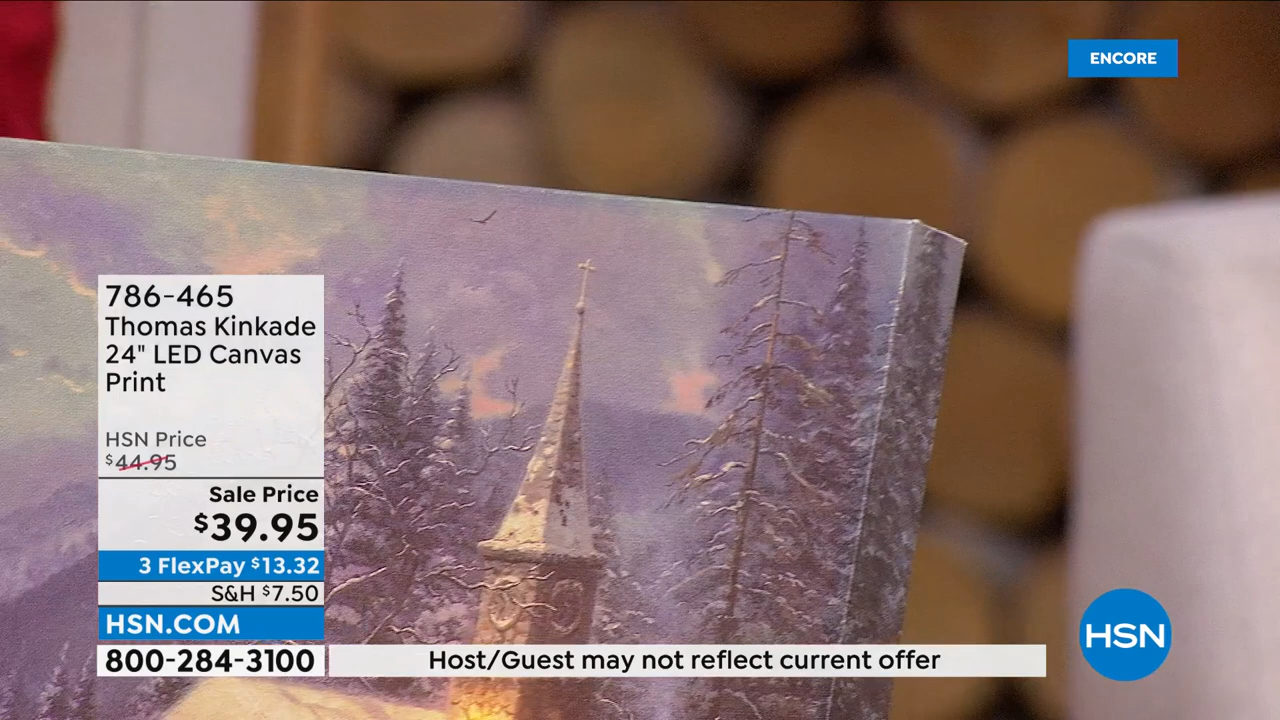 ENCORE
786-465
Thomas Kinkade
24" LED Canvas
Print
HSN Price
$44.95
Sale Price
$39.95
3 FlexPay $13.32
S&H $7.50
HSN.COM
800-284-3100
Host/Guest may not reflect current offer
HSN